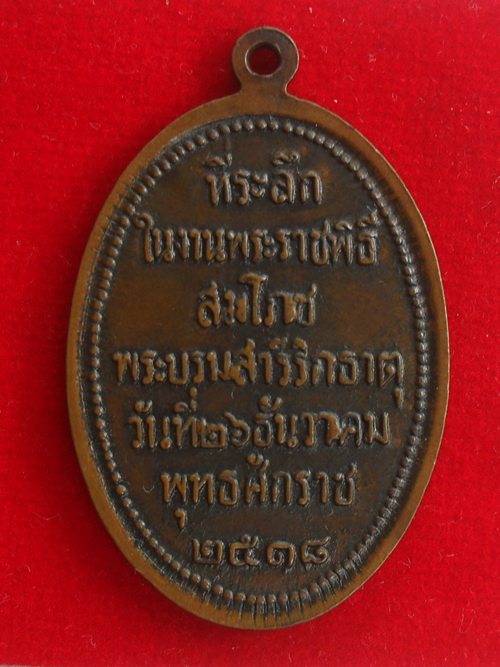 ที่ระลึก
ในงานพระราชพิธี
สมโภช
พระบรมสารีริกธาตุ
วันที่๒๖ธันวาคม
พุทธศักราช
๒๕๑๘